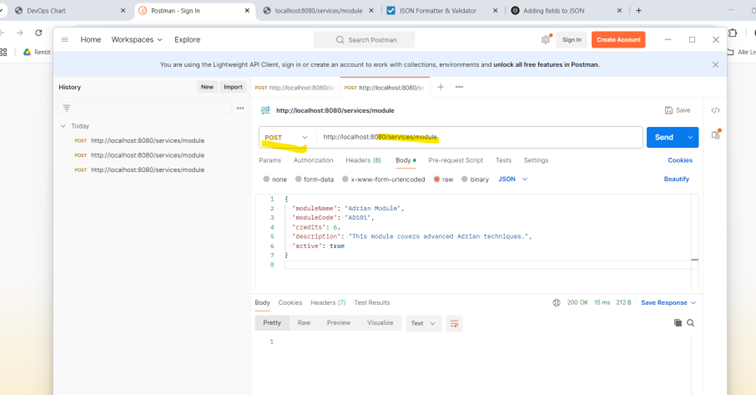 DevOps Chart
Postman - Sign In
localhost:8080/services/module
JSON Formatter & Validator
Adding fields to JSON
Rentit
Alle L
Home
Workspaces
Explore
Search Postman
Sign In
Create Account
You are using the Lightweight API Client, sign in or create an account to work with collections, environments and unlock all free features in Postman.
History
New
Import
POST http://localhost:8080/se
POST http://localhost:8080/se
Today
POST http://localhost:8080/services/module
POST http://localhost:8080/services/module
POST http://localhost:8080/services/module
http://localhost:8080/services/module
Save
POST
http://localhost:8080/services/module
Send
Params
Authorization
Headers (8)
Body
Pre-request Script
Tests
Settings
Cookies
none
form-data
x-www-form-urlencoded
raw
binary
JSON
Beautify
1 {
2 "moduleName": "Adrian Module",
3 "moduleCode": "AD101",
4 "credits": 6,
5 "description": "This module covers advanced Adrian techniques.",
6 "active": true
7 }
8
Body
Cookies
Headers (7)
Test Results
200 OK
15 ms
212 B
Save Response
Pretty
Raw
Preview
Visualize
Text
1